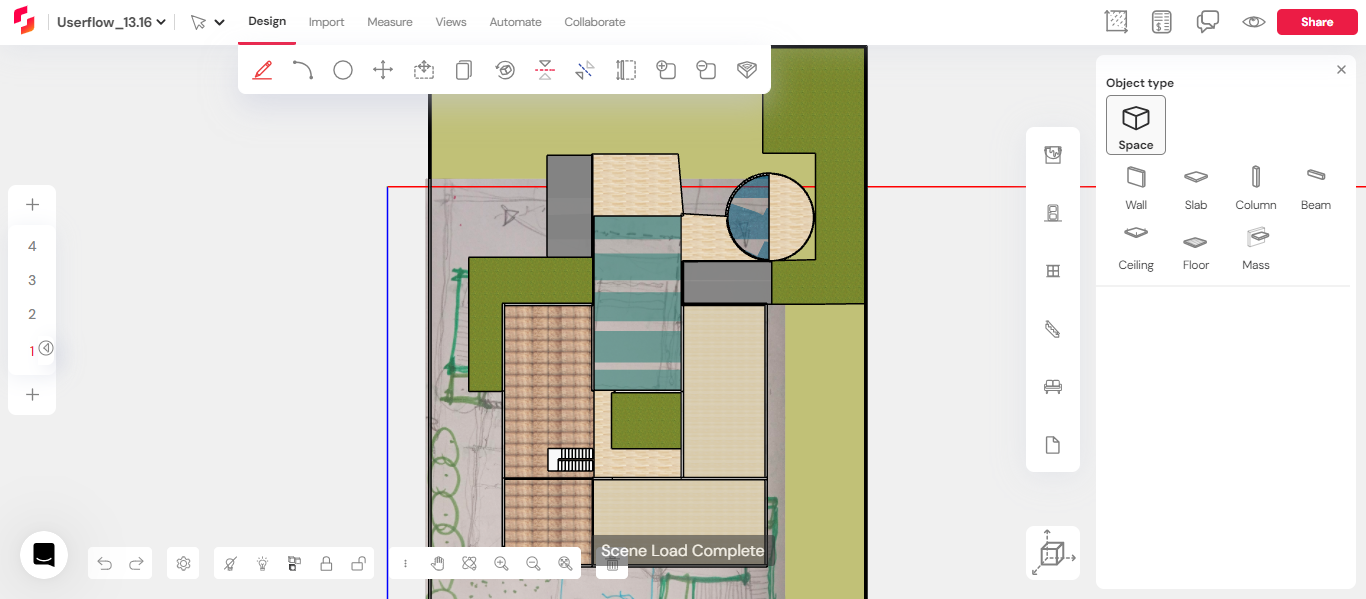 Userflow_13.16
Design
Import
Measure
Views
Automate
Collaborate
Share
Object type
Space
Wall
Slab
Column
Beam
Ceiling
Floor
Mass
4
3
2
1
Scene Load Complete